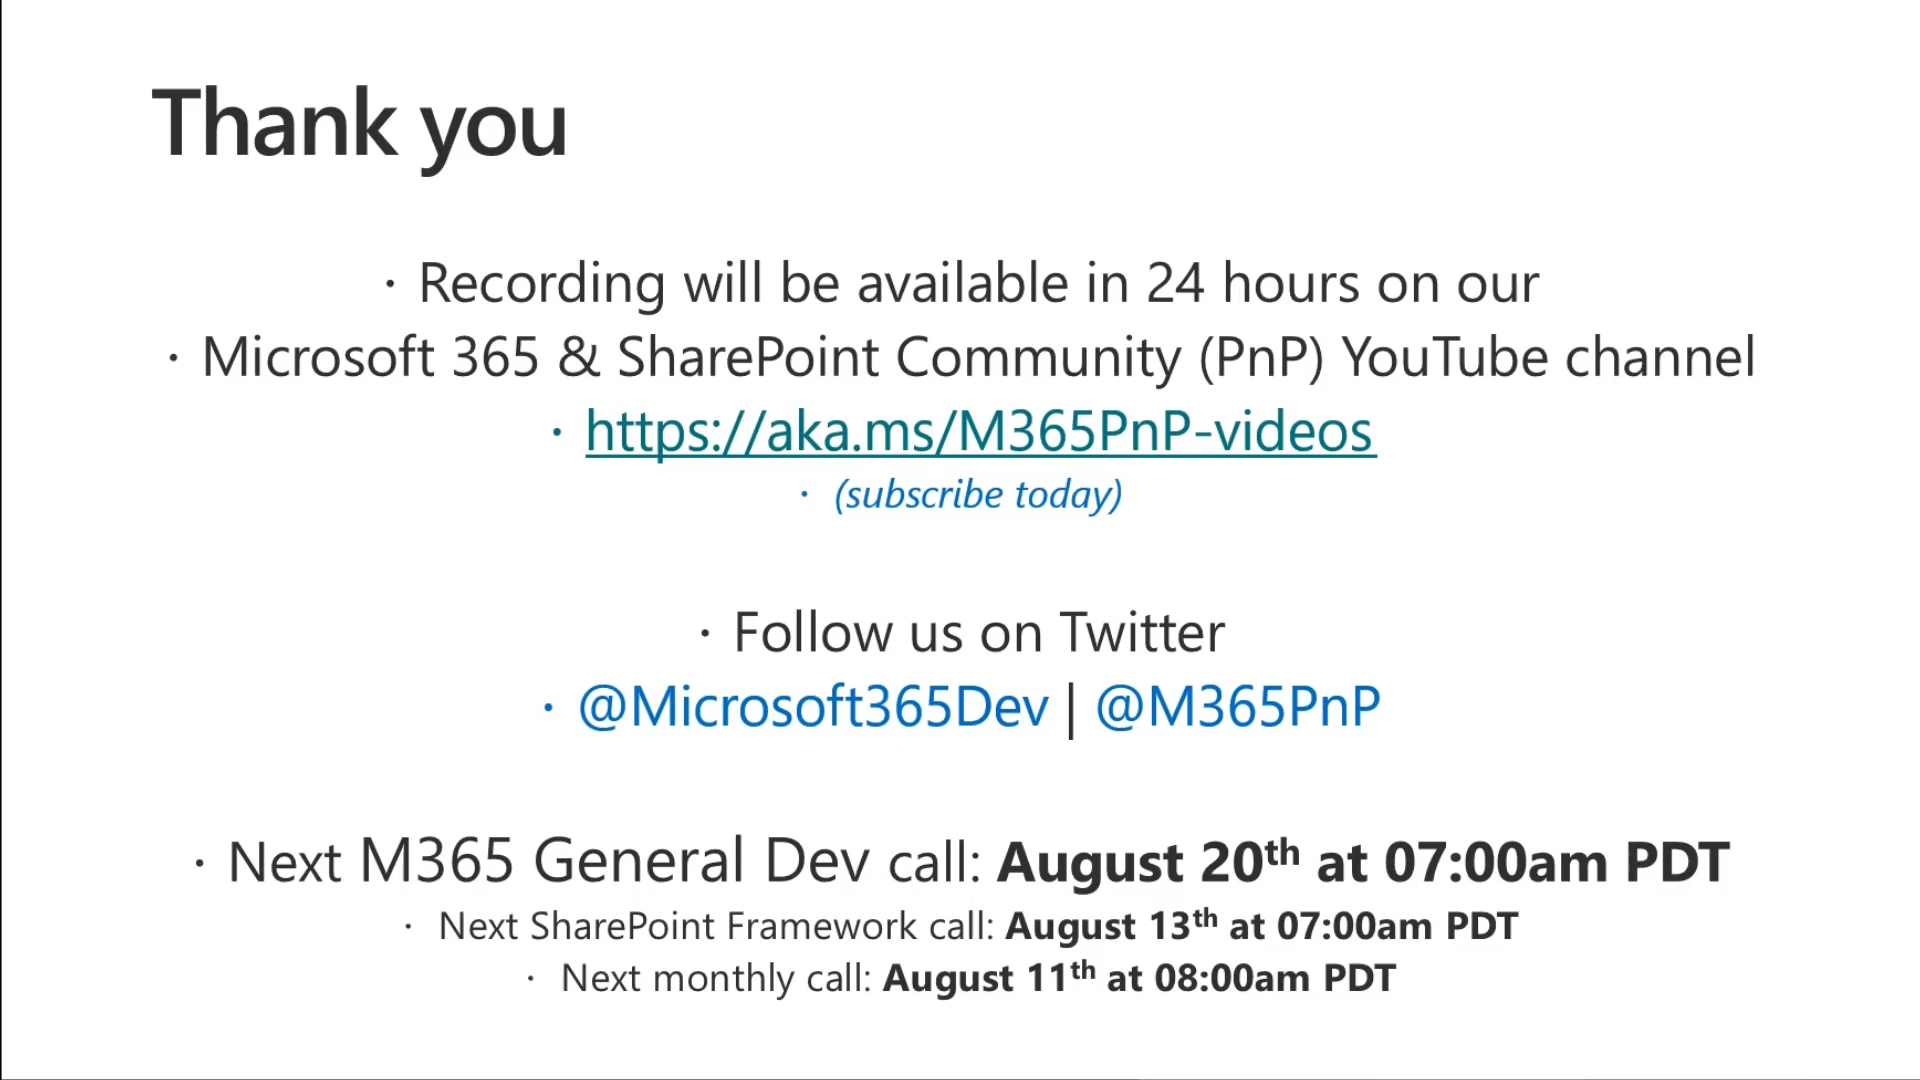 Thank you
· Recording will be available in 24 hours on our
· Microsoft 365 & SharePoint Community (PnP) YouTube channel
· https://aka.ms/M365PnP-videos
· (subscribe today)
· Follow us on Twitter
· @Microsoft365Dev | @M365PnP
· Next M365 General Dev call: August 20th at 07:00am PDT
· Next SharePoint Framework call: August 13th at 07:00am PDT
· Next monthly call: August 11th at 08:00am PDT